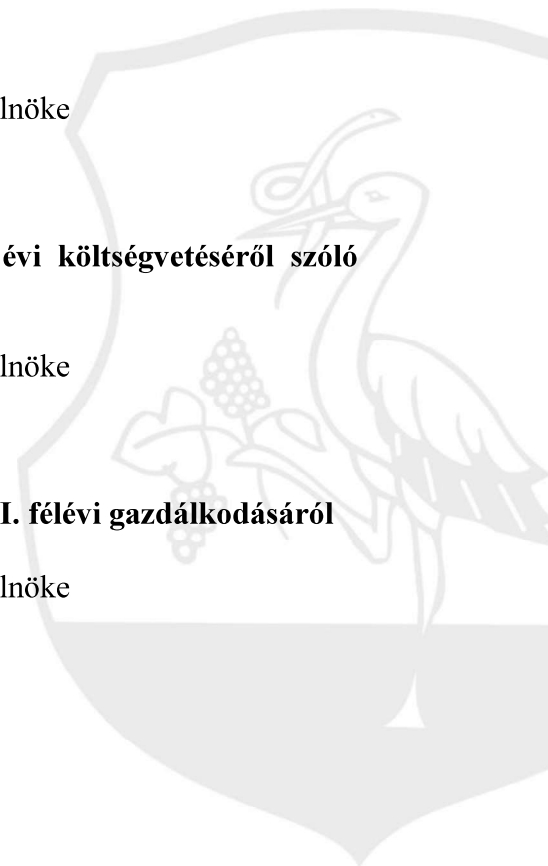 lnöke
évi költségvetéséről szóló
lnöke
I. félévi gazdálkodásáról
lnöke